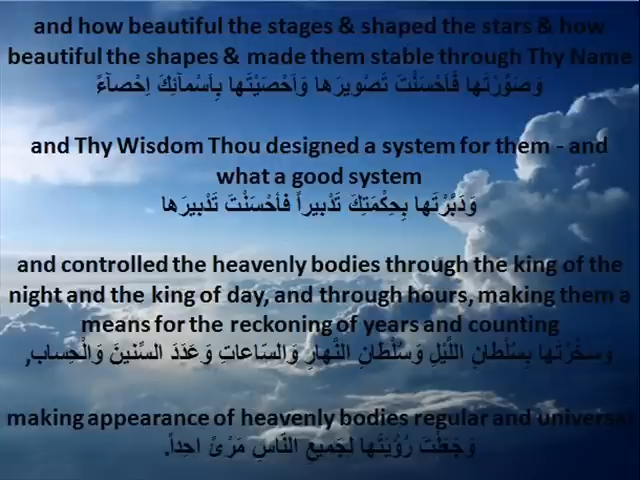 and how beautiful the stages & shaped the stars & how
beautiful the shapes & made them stable through Thy Name
وَصَوَّرْتَها فَأَحْسَنْتَ تَصْويرَها وَأَحْصَيْتَها بِأَسْمآئِكَ اِحْصآءً
and Thy Wisdom Thou designed a system for them - and
what a good system
وَدَبَّرْتَها بِحِكْمَتِكَ تَدْبيراً فَأَحْسَنْتَ تَدْبيرَها
and controlled the heavenly bodies through the king of the
night and the king of day, and through hours, making them a
means for the reckoning of years and counting
وَسخَّرْتَها بِسُلْطانِ اللَّيْلِ وَسُلْطانِ النَّهارِ وَالسّاعاتِ وَعَدَدَ السِّنينَ وَالْحِساب,
making appearance of heavenly bodies regular and universal
وَجَعَلْتَ رُؤْيَتَها لِجَميعِ النّاسِ مَرْئً احِداً.